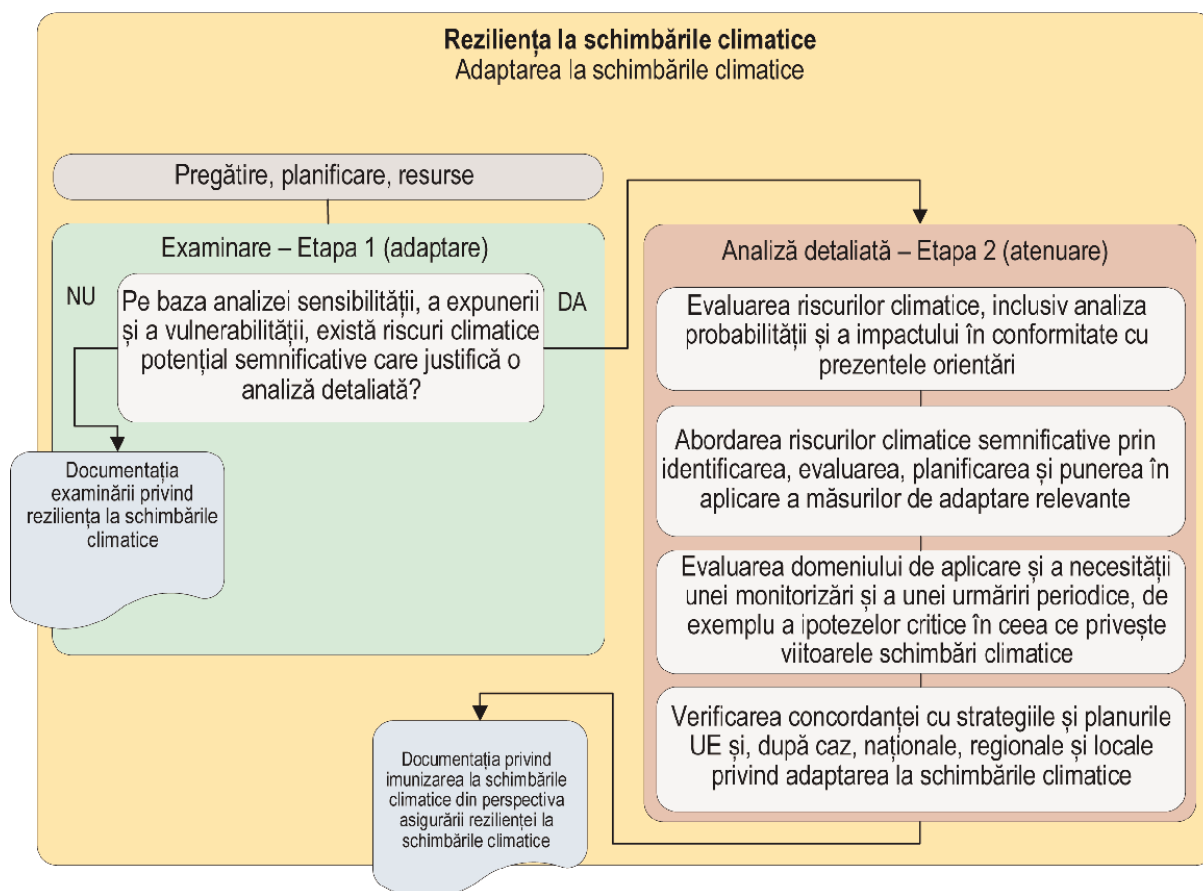 Reziliența la schimbările climatice
Adaptarea la schimbările climatice
Pregătire, planificare, resurse
Examinare – Etapa 1 (adaptare)
NU
Pe baza analizei sensibilității, a expunerii
și a vulnerabilității, există riscuri climatice
potențial semnificative care justifică o
analiză detaliată?
DA
Documentația
examinării privind
reziliența la schimbările
climatice
Analiză detaliată – Etapa 2 (atenuare)
Evaluarea riscurilor climatice, inclusiv analiza
probabilității și a impactului în conformitate cu
prezentele orientări
Abordarea riscurilor climatice semnificative prin
identificarea, evaluarea, planificarea și punerea în
aplicare a măsurilor de adaptare relevante
Evaluarea domeniului de aplicare și a necesității
unei monitorizări și a unei urmăriri periodice, de
exemplu a ipotezelor critice în ceea ce privește
viitoarele schimbări climatice
Verificarea concordanței cu strategiile și planurile
UE și, după caz, naționale, regionale și locale
privind adaptarea la schimbările climatice
Documentația privind
imunizarea la schimbările
climatice din perspectiva
asigurării rezilienței la
schimbările climatice